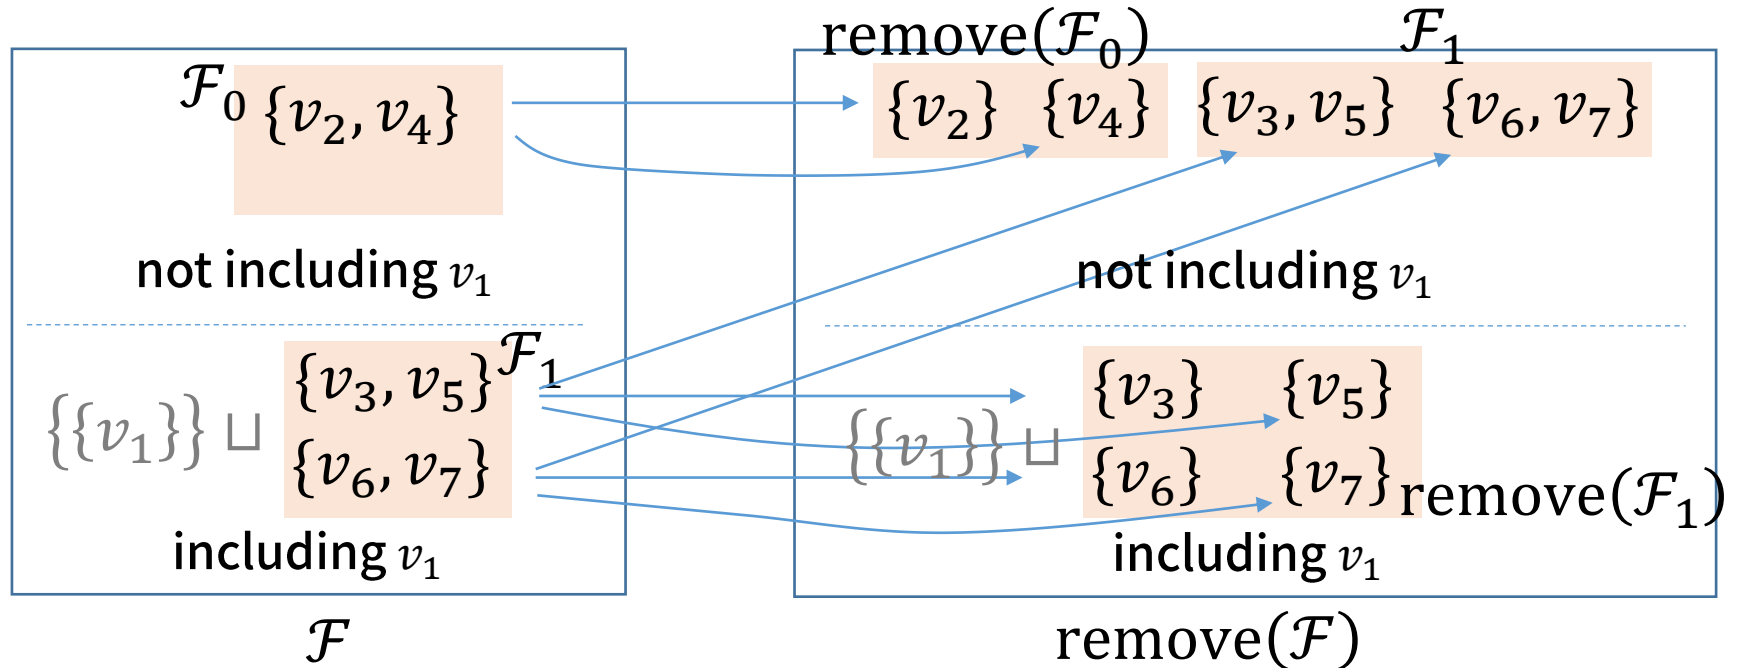 ℱ₀ {v₂, v₄}
not including v₁
{{v₁}} ⊔ {v₃, v₅} ℱ₁
{v₆, v₇}
including v₁
ℱ
remove(ℱ₀) ℱ₁
{v₂} {v₄} {v₃, v₅} {v₆, v₇}
not including v₁
{{v₁}} ⊔ {v₃} {v₅}
{v₆} {v₇} remove(ℱ₁)
including v₁
remove(ℱ)